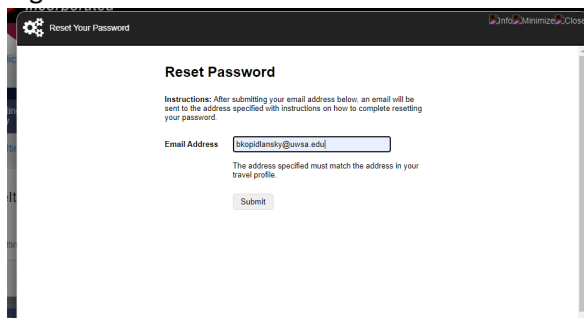 Incorporated
Reset Your Password
Info Minimize Close
Reset Password
Instructions: After submitting your email address below, an email will be
sent to the address specified with instructions on how to complete resetting
your password.
Email Address bkopidlansky@uwsa.edu
The address specified must match the address in your
travel profile.
Submit